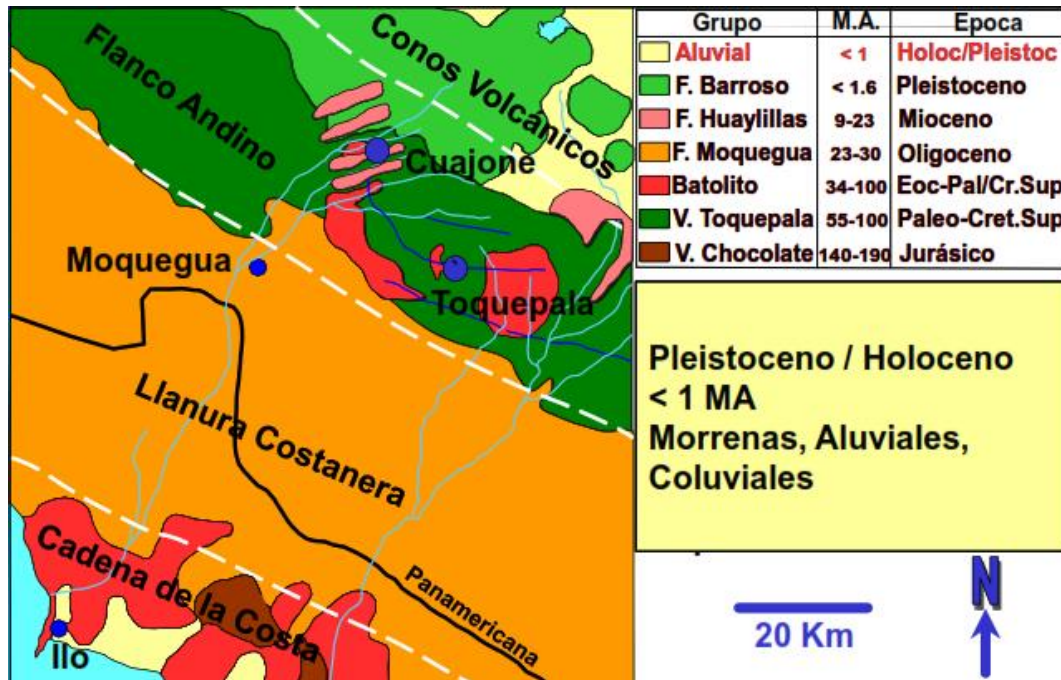 Flanco Andino
Conos Volcánicos
Cuajone
Moquegua
Toquepala
Llanura Costanera
Panamericana
Cadena de la Costa
Ilo
Grupo M.A. Epoca
Aluvial < 1 Holoc/Pleistoc
F. Barroso < 1.6 Pleistoceno
F. Huaylillas 9-23 Mioceno
F. Moquegua 23-30 Oligoceno
Batolito 34-100 Eoc-Pal/Cr.Sup
V. Toquepala 55-100 Paleo-Cret.Sup
V. Chocolate 140-190 Jurásico
Pleistoceno / Holoceno
< 1 MA
Morrenas, Aluviales,
Coluviales
20 Km
N